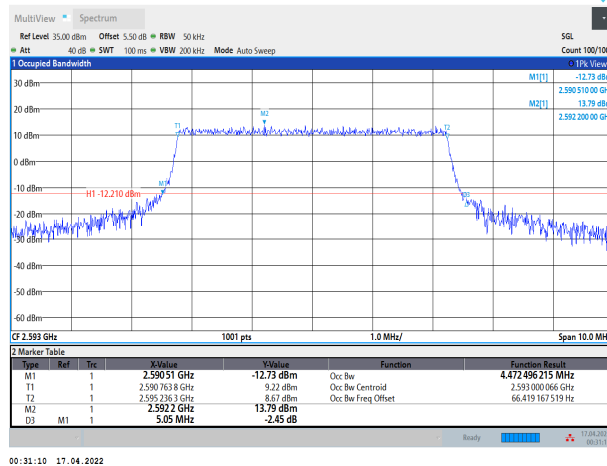 MultiView Spectrum
Ref Level 35.00 dBm Offset 5.50 dB RBW 50 kHz SGL
Att 40 dB SWT 100 ms VBW 200 kHz Mode Auto Sweep Count 100/100
1 Occupied Bandwidth 1Pk View
M1[1] -12.73 dB
30 dBm
2.590 510 00 GH
M2[1] 13.79 dB
20 dBm
2.592 200 00 GH
M2
T1 T2
10 dBm
0 dBm
M1
-10 dBm
H1 -12.210 dBm
D3
-20 dBm
-30 dBm
-40 dBm
-50 dBm
-60 dBm
CF 2.593 GHz 1001 pts 1.0 MHz/ Span 10.0 MH
2 Marker Table
Type Ref Trc X-Value Y-Value Function Function Result
M1 1 2.590 51 GHz -12.73 dBm Occ Bw 4.472 496 215 MHz
T1 1 2.590 763 8 GHz 9.22 dBm Occ Bw Centroid 2.593 000 066 GHz
T2 1 2.595 236 3 GHz 8.67 dBm Occ Bw Freq Offset 66.419 167 519 Hz
M2 1 2.592 2 GHz 13.79 dBm
D3 M1 1 5.05 MHz -2.45 dB
Ready 17.04.202
00:31:1
00:31:10 17.04.2022